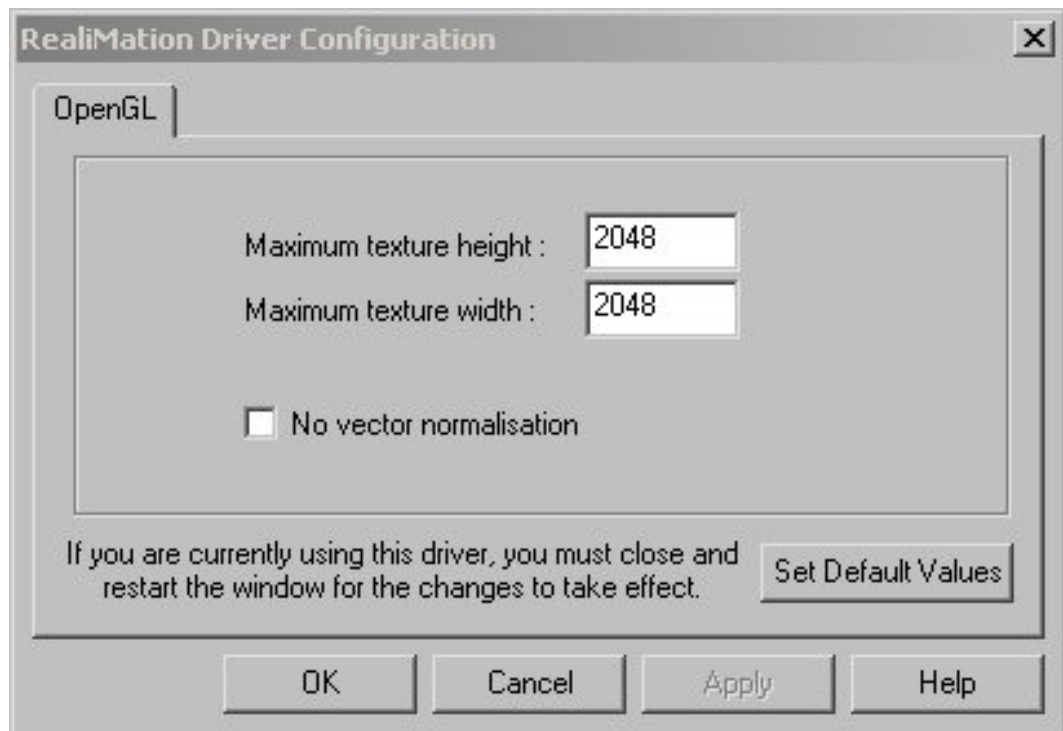 RealiMation Driver Configuration
OpenGL
Maximum texture height : 2048
Maximum texture width : 2048
No vector normalisation
If you are currently using this driver, you must close and
restart the window for the changes to take effect.
Set Default Values
OK Cancel Apply Help